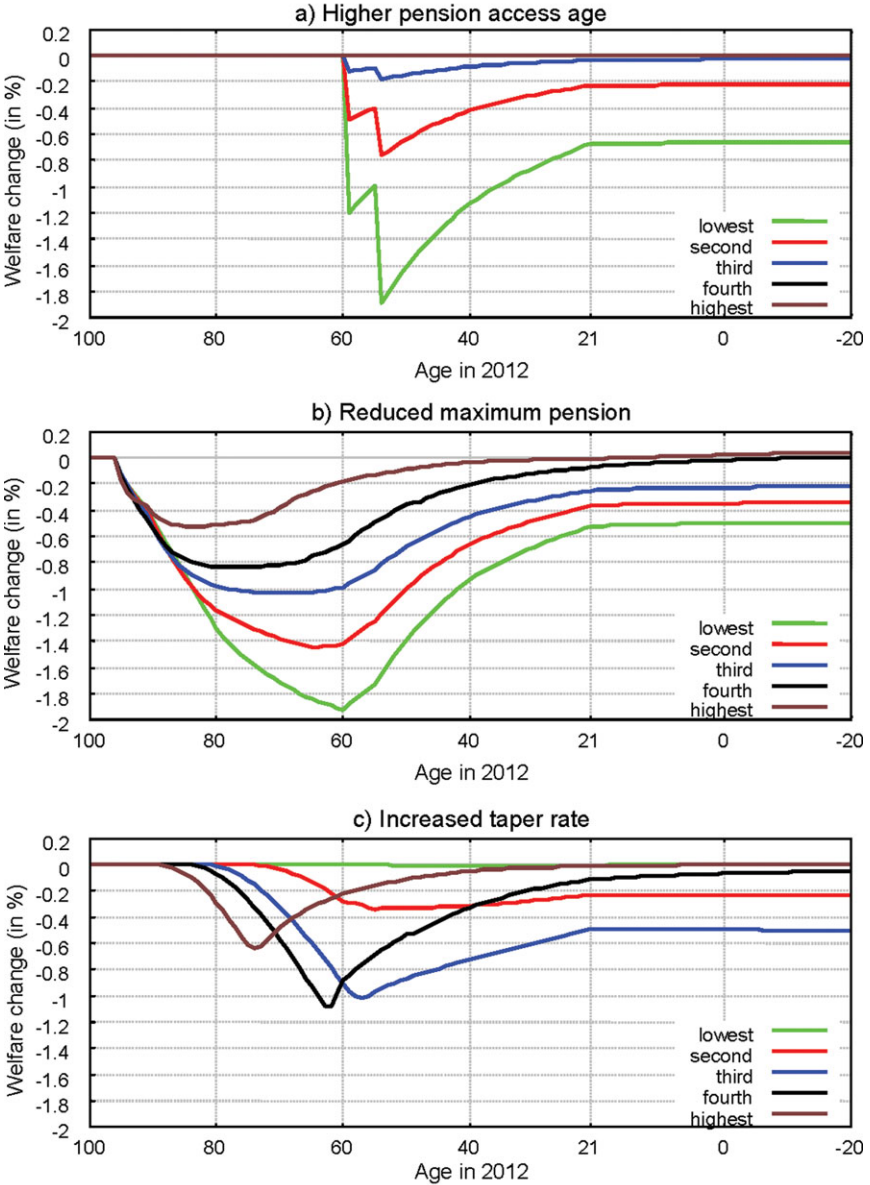 a) Higher pension access age
Welfare change (in %)
0.2
0
-0.2
-0.4
-0.6
-0.8
-1
-1.2
-1.4
-1.6
-1.8
-2
lowest
second
third
fourth
highest
100 80 60 40 21 0 -20
Age in 2012
b) Reduced maximum pension
Welfare change (in %)
0.2
0
-0.2
-0.4
-0.6
-0.8
-1
-1.2
-1.4
-1.6
-1.8
-2
lowest
second
third
fourth
highest
100 80 60 40 21 0 -20
Age in 2012
c) Increased taper rate
Welfare change (in %)
0.2
0
-0.2
-0.4
-0.6
-0.8
-1
-1.2
-1.4
-1.6
-1.8
-2
lowest
second
third
fourth
highest
100 80 60 40 21 0 -20
Age in 2012